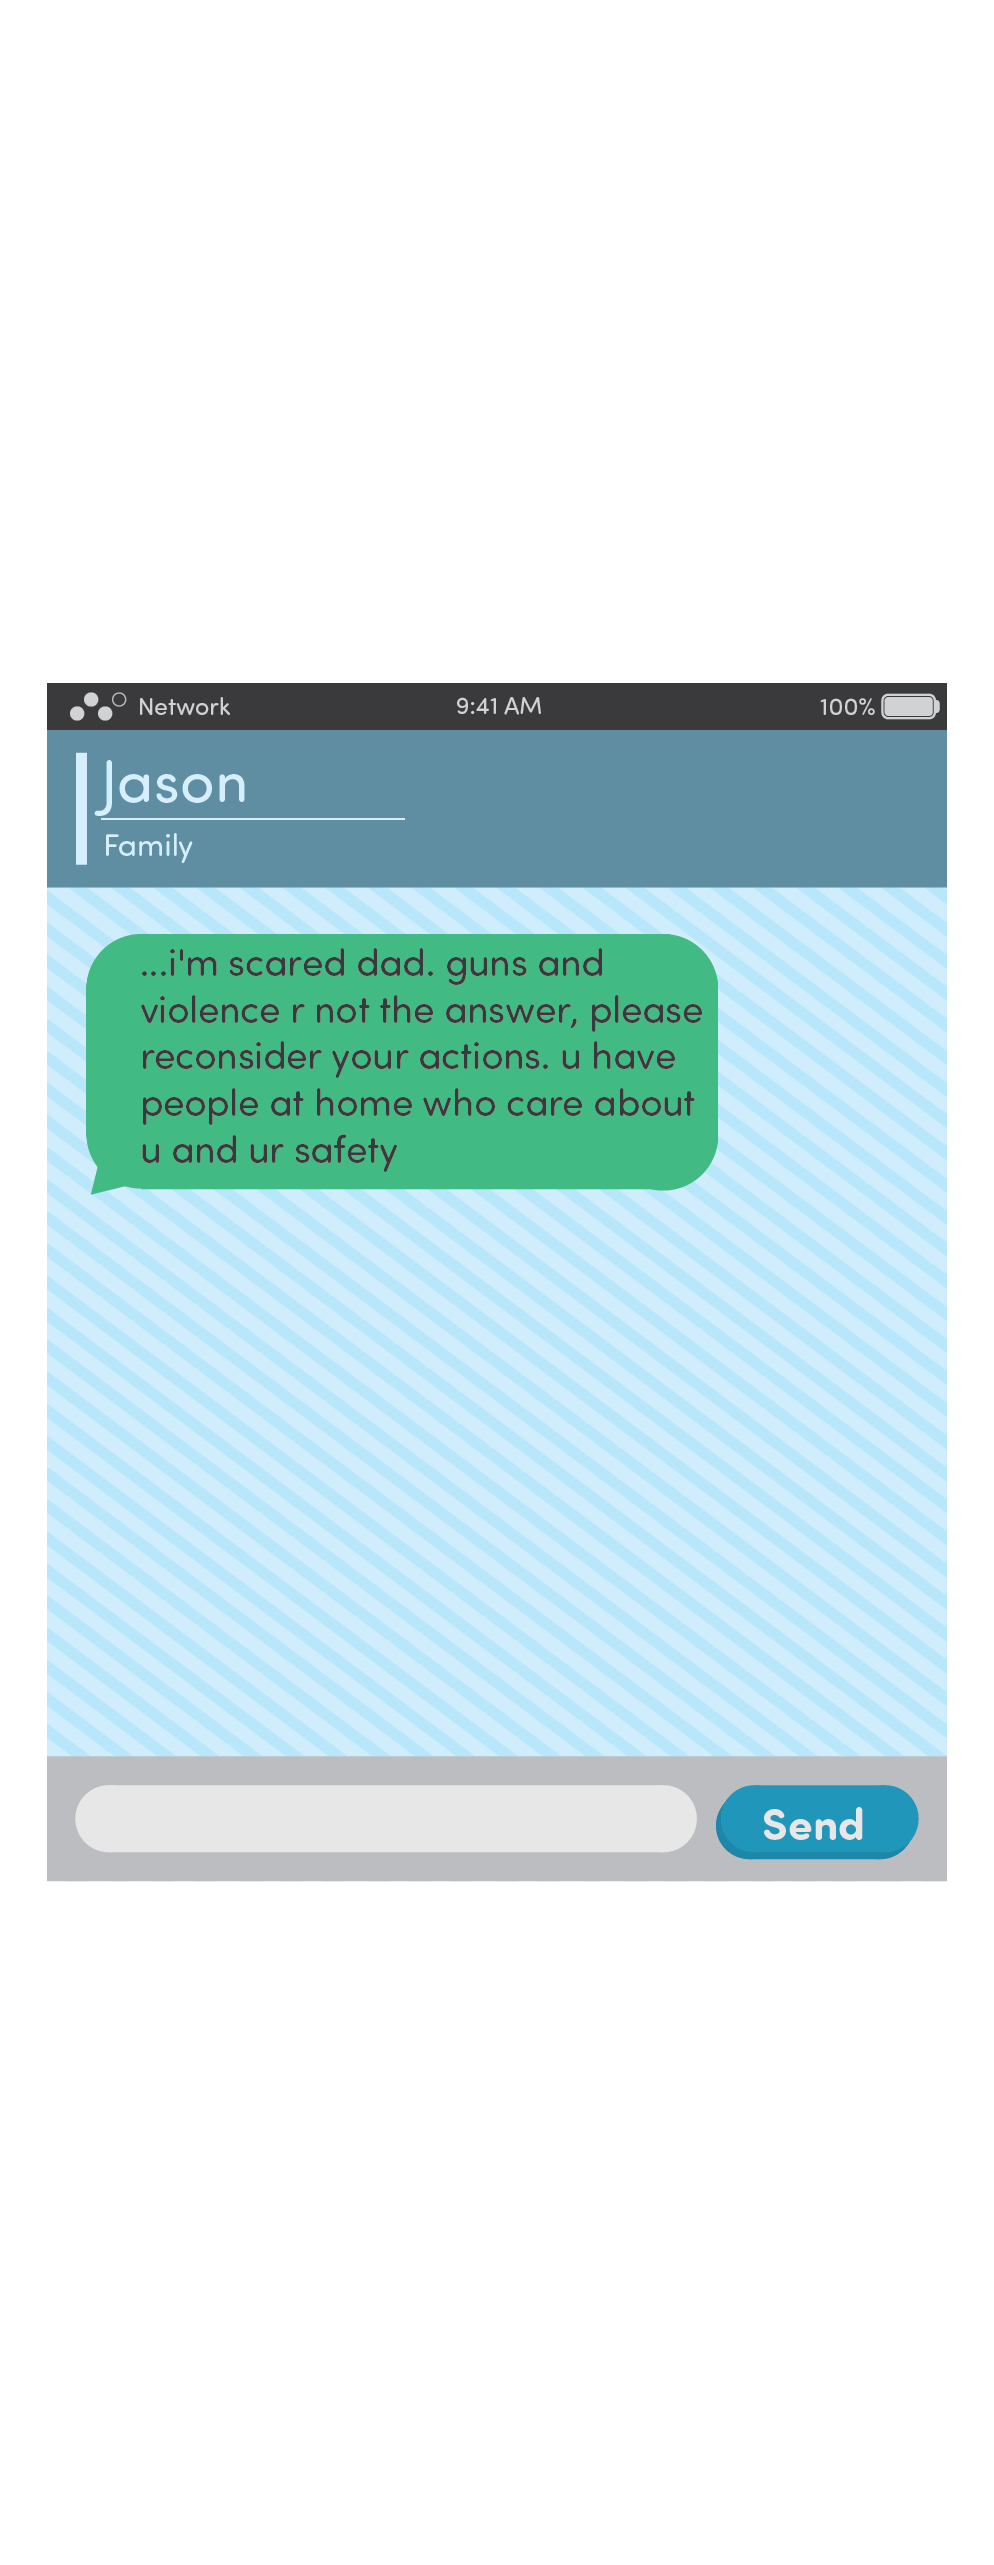 Network 9:41 AM 100%
Jason
Family
...i'm scared dad. guns and
violence r not the answer, please
reconsider your actions. u have
people at home who care about
u and ur safety
Send